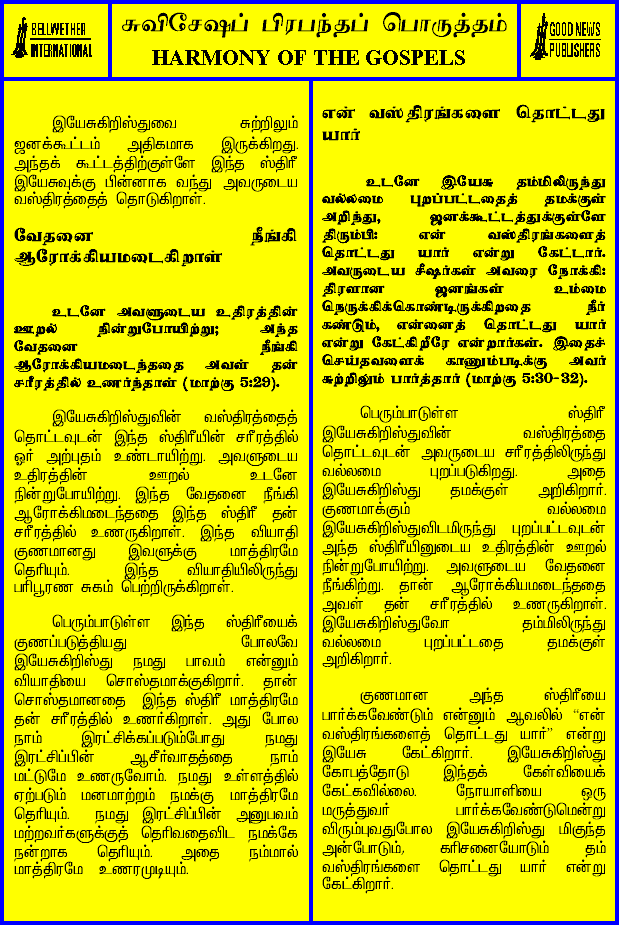 BELLWETHER
INTERNATIONAL
சுவிசேஷப் பிரபந்தப் பொருத்தம்
HARMONY OF THE GOSPELS
GOOD NEWS
PUBLISHERS
இயேசுகிறிஸ்துவை சுற்றிலும்
ஜனக்கூட்டம் அதிகமாக இருக்கிறது.
அந்தக் கூட்டத்திற்குள்ளே இந்த ஸ்திரீ
இயேசுவுக்கு பின்னாக வந்து அவருடைய
வஸ்திரத்தைத் தொடுகிறாள்.
வேதனை நீங்கி
ஆரோக்கியமடைகிறாள்
உடனே அவளுடைய உதிரத்தின்
ஊறல் நின்றுபோயிற்று; அந்த
வேதனை நீங்கி
ஆரோக்கியமடைந்ததை அவள் தன்
சரீரத்தில் உணர்ந்தாள் (மாற்கு 5:29).
இயேசுகிறிஸ்துவின் வஸ்திரத்தைத்
தொட்டவுடன் இந்த ஸ்திரீயின் சரீரத்தில்
ஓர் அற்புதம் உண்டாயிற்று. அவளுடைய
உதிரத்தின் ஊறல் உடனே
நின்றுபோயிற்று. இந்த வேதனை நீங்கி
ஆரோக்கிமடைந்ததை இந்த ஸ்திரீ தன்
சரீரத்தில் உணருகிறாள். இந்த வியாதி
குணமானது இவளுக்கு மாத்திரமே
தெரியும். இந்த வியாதியிலிருந்து
பரிபூரண சுகம் பெற்றிருக்கிறாள்.
பெரும்பாடுள்ள இந்த ஸ்திரீயைக்
குணப்படுத்தியது போலவே
இயேசுகிறிஸ்து நமது பாவம் என்னும்
வியாதியை சொஸ்தமாக்குகிறார். தான்
சொஸ்தமானதை இந்த ஸ்திரீ மாத்திரமே
தன் சரீரத்தில் உணர்கிறாள். அது போல
நாம் இரட்சிக்கப்படும்போது நமது
இரட்சிப்பின் ஆசீர்வாதத்தை நாம்
மட்டுமே உணருவோம். நமது உள்ளத்தில்
ஏற்படும் மனமாற்றம் நமக்கு மாத்திரமே
தெரியும். நமது இரட்சிப்பின் அனுபவம்
மற்றவர்களுக்குத் தெரிவதைவிட நமக்கே
நன்றாக தெரியும். அதை நம்மால்
மாத்திரமே உணரமுடியும்.
என் வஸ்திரங்களை தொட்டது
யார்
உடனே இயேசு தம்மிலிருந்து
வல்லமை புறப்பட்டதைத் தமக்குள்
அறிந்து, ஜனக்கூட்டத்துக்குள்ளே
திரும்பி: என் வஸ்திரங்களைத்
தொட்டது யார் என்று கேட்டார்.
அவருடைய சீஷர்கள் அவரை நோக்கி:
திரளான ஜனங்கள் உம்மை
நெருக்கிக்கொண்டிருக்கிறதை நீர்
கண்டும், என்னைத் தொட்டது யார்
என்று கேட்கிறீரே என்றார்கள். இதைச்
செய்தவளைக் காணும்படிக்கு அவர்
சுற்றிலும் பார்த்தார் (மாற்கு 5:30-32).
பெரும்பாடுள்ள ஸ்திரீ
இயேசுகிறிஸ்துவின் வஸ்திரத்தை
தொட்டவுடன் அவருடைய சரீரத்திலிருந்து
வல்லமை புறப்படுகிறது. அதை
இயேசுகிறிஸ்து தமக்குள் அறிகிறார்.
குணமாக்கும் வல்லமை
இயேசுகிறிஸ்துவிடமிருந்து புறப்பட்டவுடன்
அந்த ஸ்திரீயினுடைய உதிரத்தின் ஊறல்
நின்றுபோயிற்று. அவளுடைய வேதனை
நீங்கிற்று. தான் ஆரோக்கியமடைந்ததை
அவள் தன் சரீரத்தில் உணருகிறாள்.
இயேசுகிறிஸ்துவோ தம்மிலிருந்து
வல்லமை புறப்பட்டதை தமக்குள்
அறிகிறார்.
குணமான அந்த ஸ்திரீயை
பார்க்கவேண்டும் என்னும் ஆவலில் “என்
வஸ்திரங்களைத் தொட்டது யார்” என்று
இயேசு கேட்கிறார். இயேசுகிறிஸ்து
கோபத்தோடு இந்தக் கேள்வியைக்
கேட்கவில்லை. நோயாளியை ஒரு
மருத்துவர் பார்க்கவேண்டுமென்று
விரும்புவதுபோல இயேசுகிறிஸ்து மிகுந்த
அன்போடும், கரிசனையோடும் தம்
வஸ்திரங்களை தொட்டது யார் என்று
கேட்கிறார்.